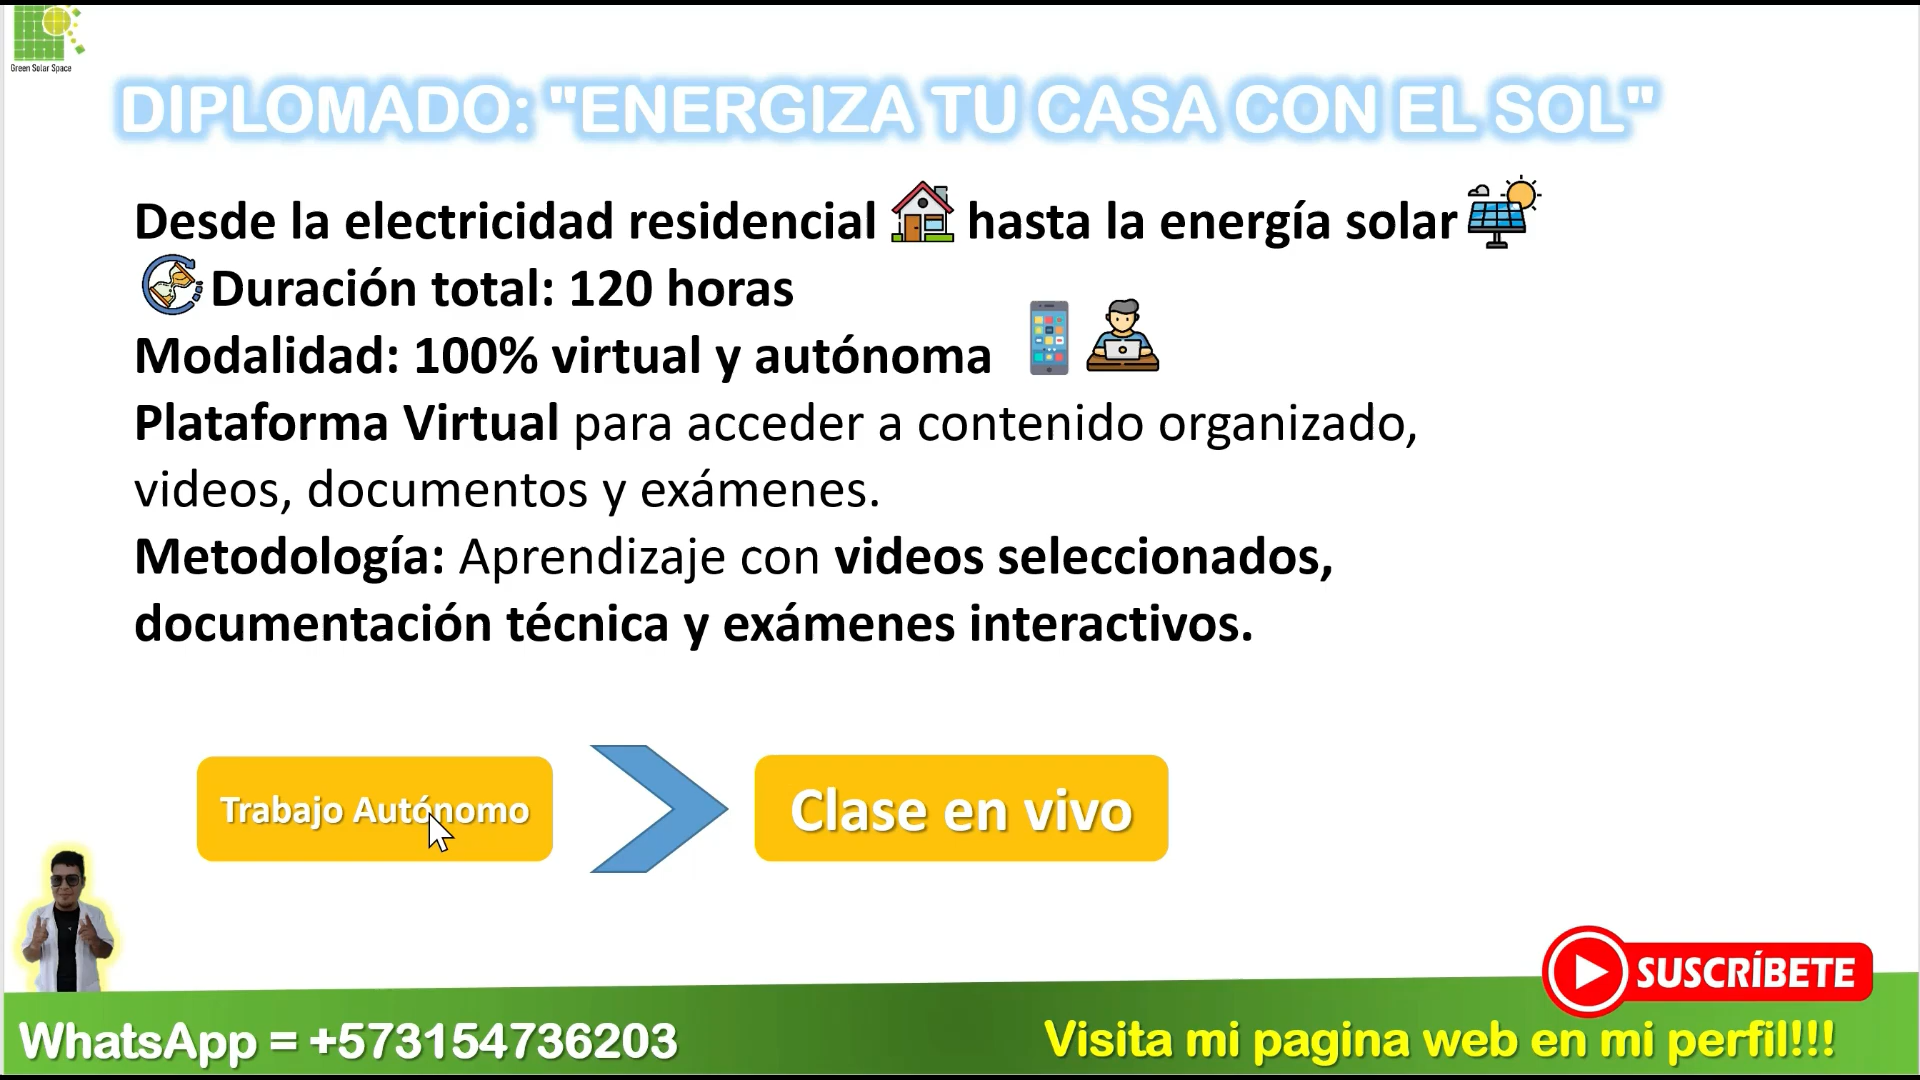 Green Solar Space
DIPLOMADO: "ENERGIZA TU CASA CON EL SOL"
Desde la electricidad residencial hasta la energía solar
Duración total: 120 horas
Modalidad: 100% virtual y autónoma
Plataforma Virtual para acceder a contenido organizado,
videos, documentos y exámenes.
Metodología: Aprendizaje con videos seleccionados,
documentación técnica y exámenes interactivos.
Trabajo Autónomo
Clase en vivo
SUSCRÍBETE
WhatsApp = +573154736203
Visita mi pagina web en mi perfil!!!